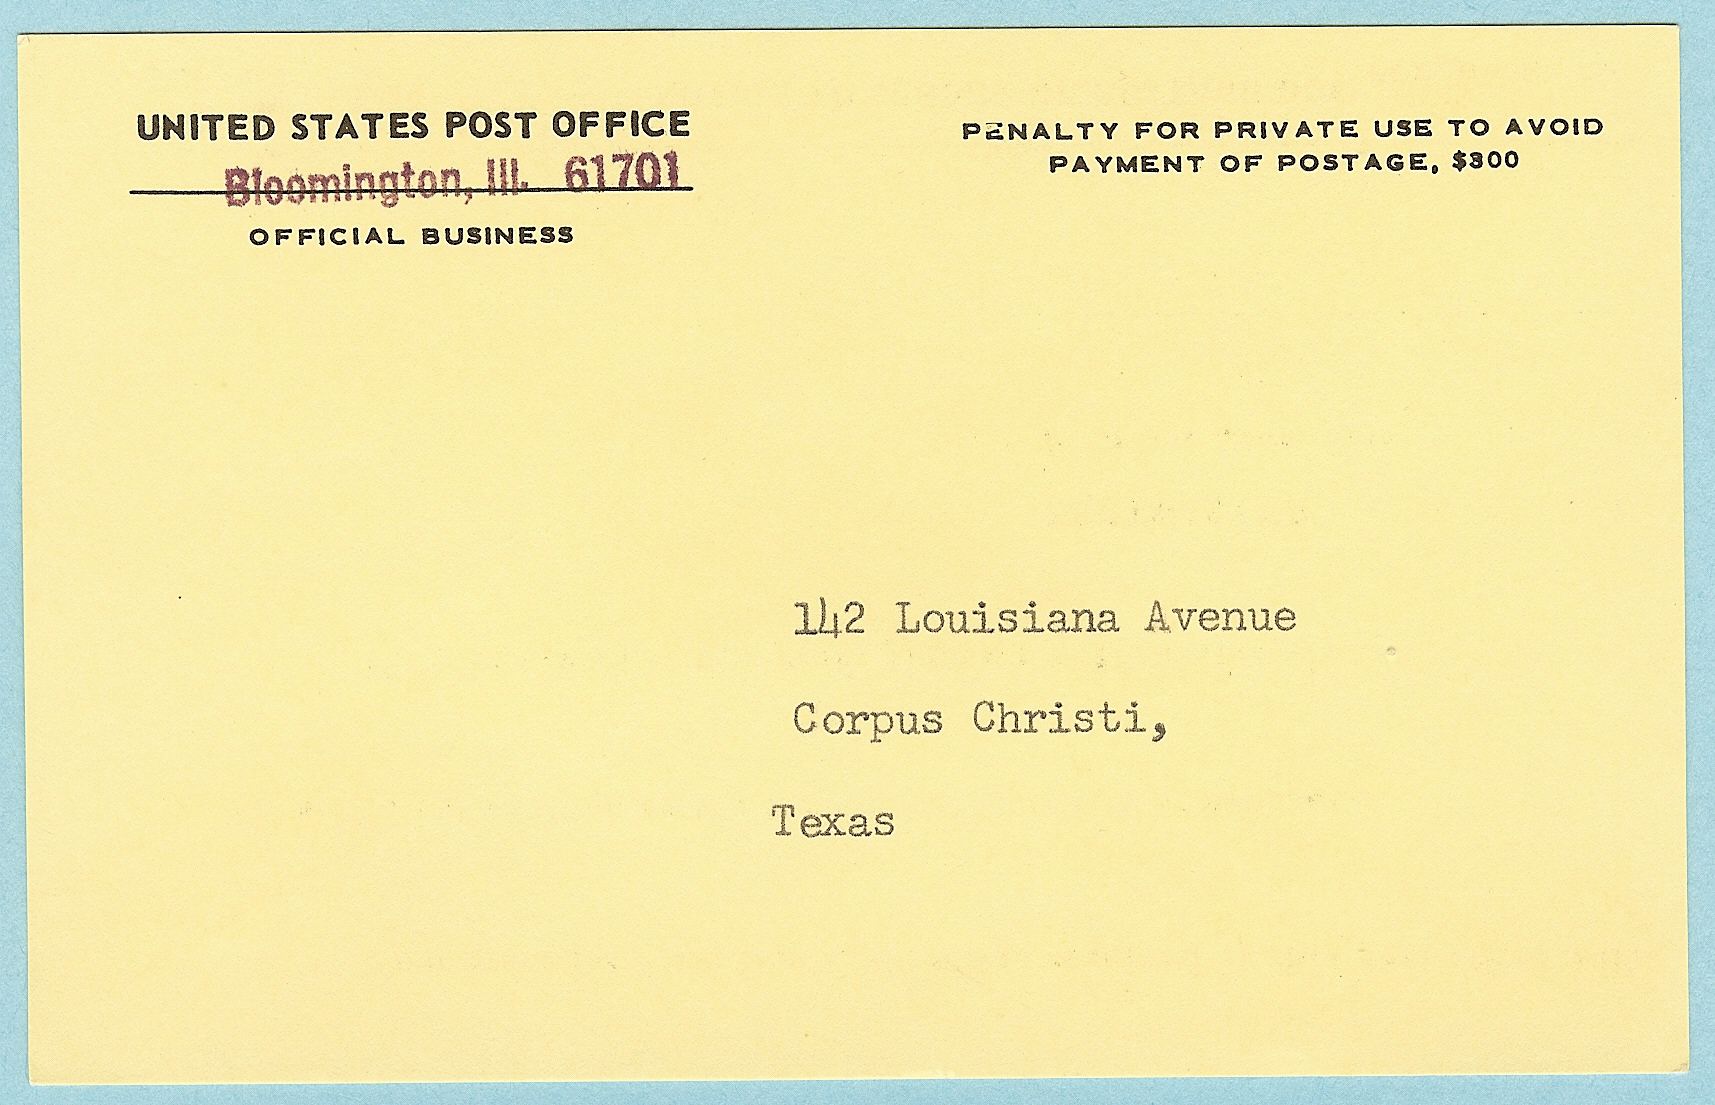 UNITED STATES POST OFFICE
Bloomington, Ill. 61701
OFFICIAL BUSINESS
PENALTY FOR PRIVATE USE TO AVOID
PAYMENT OF POSTAGE, $300
142 Louisiana Avenue
Corpus Christi,
Texas